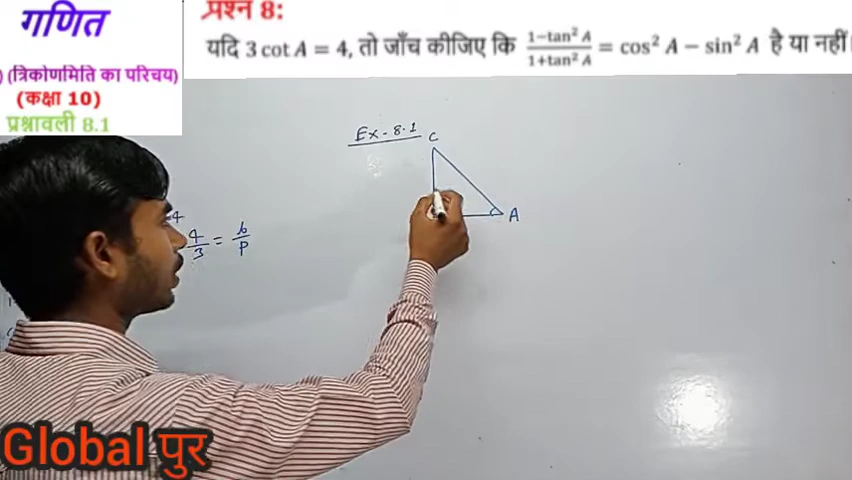 गणित
) (त्रिकोणमिति का परिचय)
(कक्षा 10)
प्रश्नावली 8.1
प्रश्न 8:
यदि 3 cot A = 4, तो जाँच कीजिए कि (1−tan² A)/(1+tan² A) = cos² A − sin² A है या नहीं।
Ex-8.1
C
A
4
4/3 = b/P
Global पुर